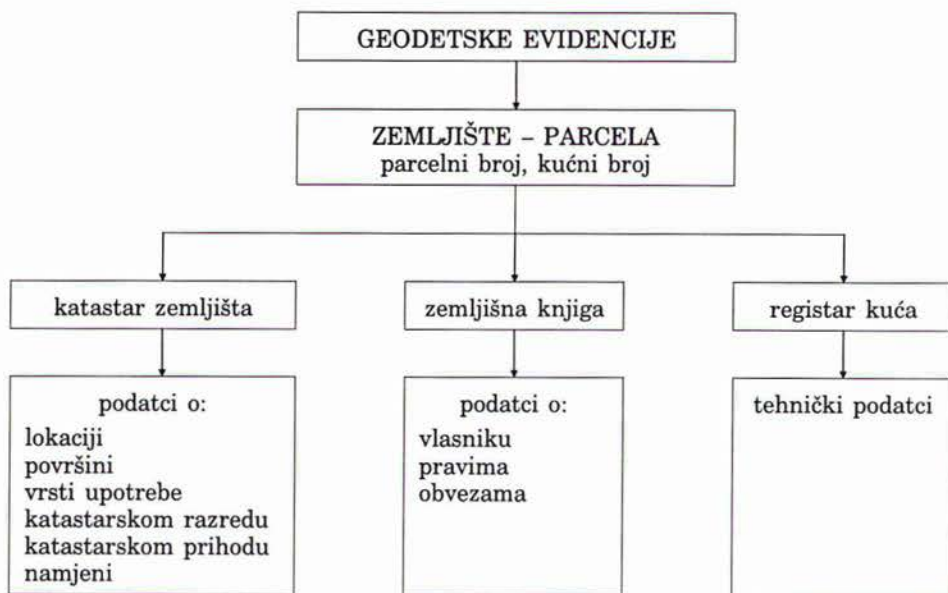 GEODETSKE EVIDENCIJE
ZEMLJIŠTE – PARCELA
parcelni broj, kućni broj
katastar zemljišta
zemljišna knjiga
registar kuća
podatci o:
lokaciji
površini
vrsti upotrebe
katastarskom razredu
katastarskom prihodu
namjeni
podatci o:
vlasniku
pravima
obvezama
tehnički podatci